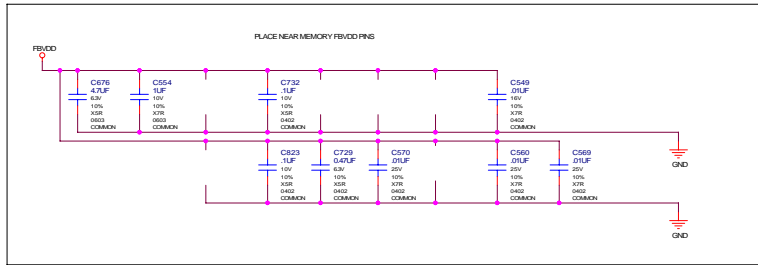 PLACE NEAR MEMORY FBVDD PINS
FBVDD
C676
4.7UF
6.3V
10%
X5R
0603
COMMON
C554
1UF
10V
10%
X7R
0603
COMMON
C732
.1UF
10V
10%
X5R
0402
COMMON
C549
.01UF
16V
10%
X7R
0402
COMMON
GND
C823
.1UF
10V
10%
X5R
0402
COMMON
C729
0.47UF
6.3V
10%
X5R
0402
COMMON
C570
.01UF
25V
10%
X7R
0402
COMMON
C560
.01UF
25V
10%
X7R
0402
COMMON
C569
.01UF
25V
10%
X7R
0402
COMMON
GND